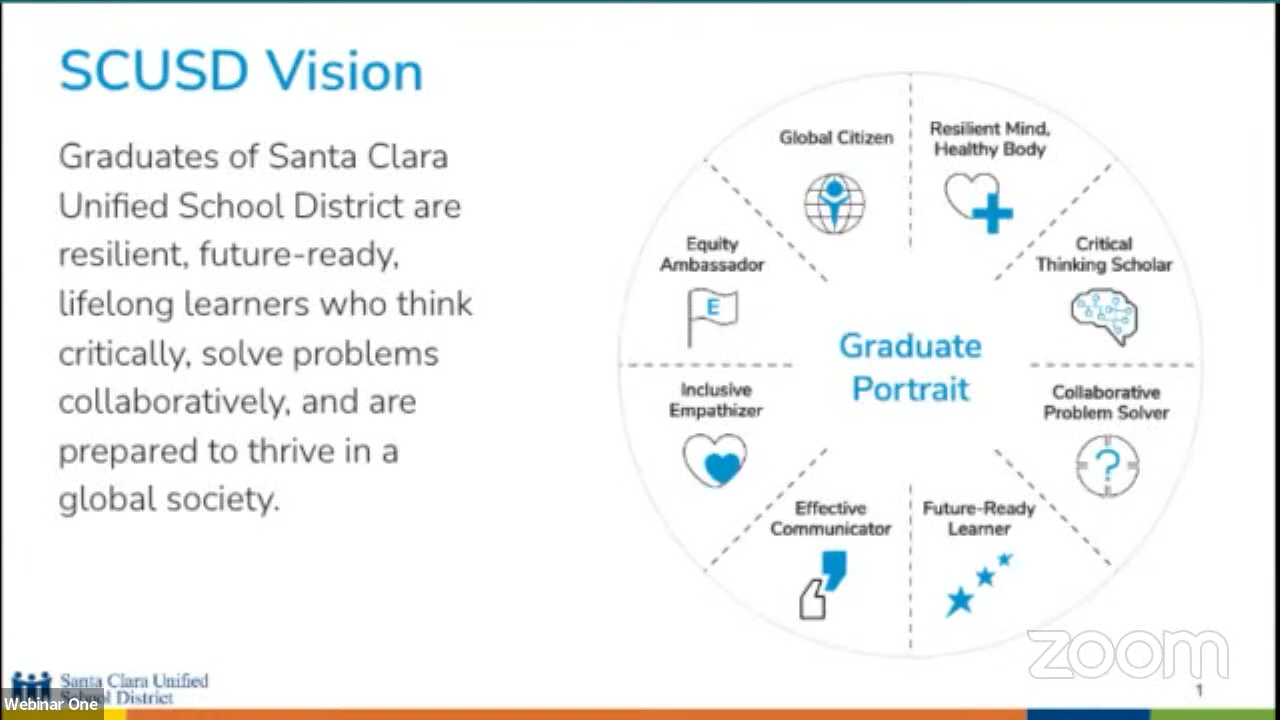 SCUSD Vision
Graduates of Santa Clara
Unified School District are
resilient, future-ready,
lifelong learners who think
critically, solve problems
collaboratively, and are
prepared to thrive in a
global society.
Global Citizen
Resilient Mind,
Healthy Body
Equity
Ambassador
E
Critical
Thinking Scholar
Graduate
Portrait
Inclusive
Empathizer
Collaborative
Problem Solver
?
Effective
Communicator
Future-Ready
Learner
zoom
Santa Clara Unified
School District
Webinar One
1